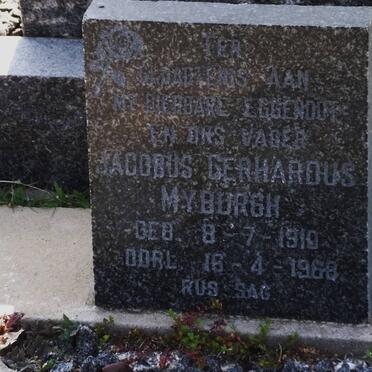 TER
GEDAGTENIS AAN
MY DIERBARE EGGENOOT
EN ONS VADER
JACOBUS GERHARDUS
MYBURGH
GEB. 8-7-1910
OORL. 16-4-1968
RUS SAG